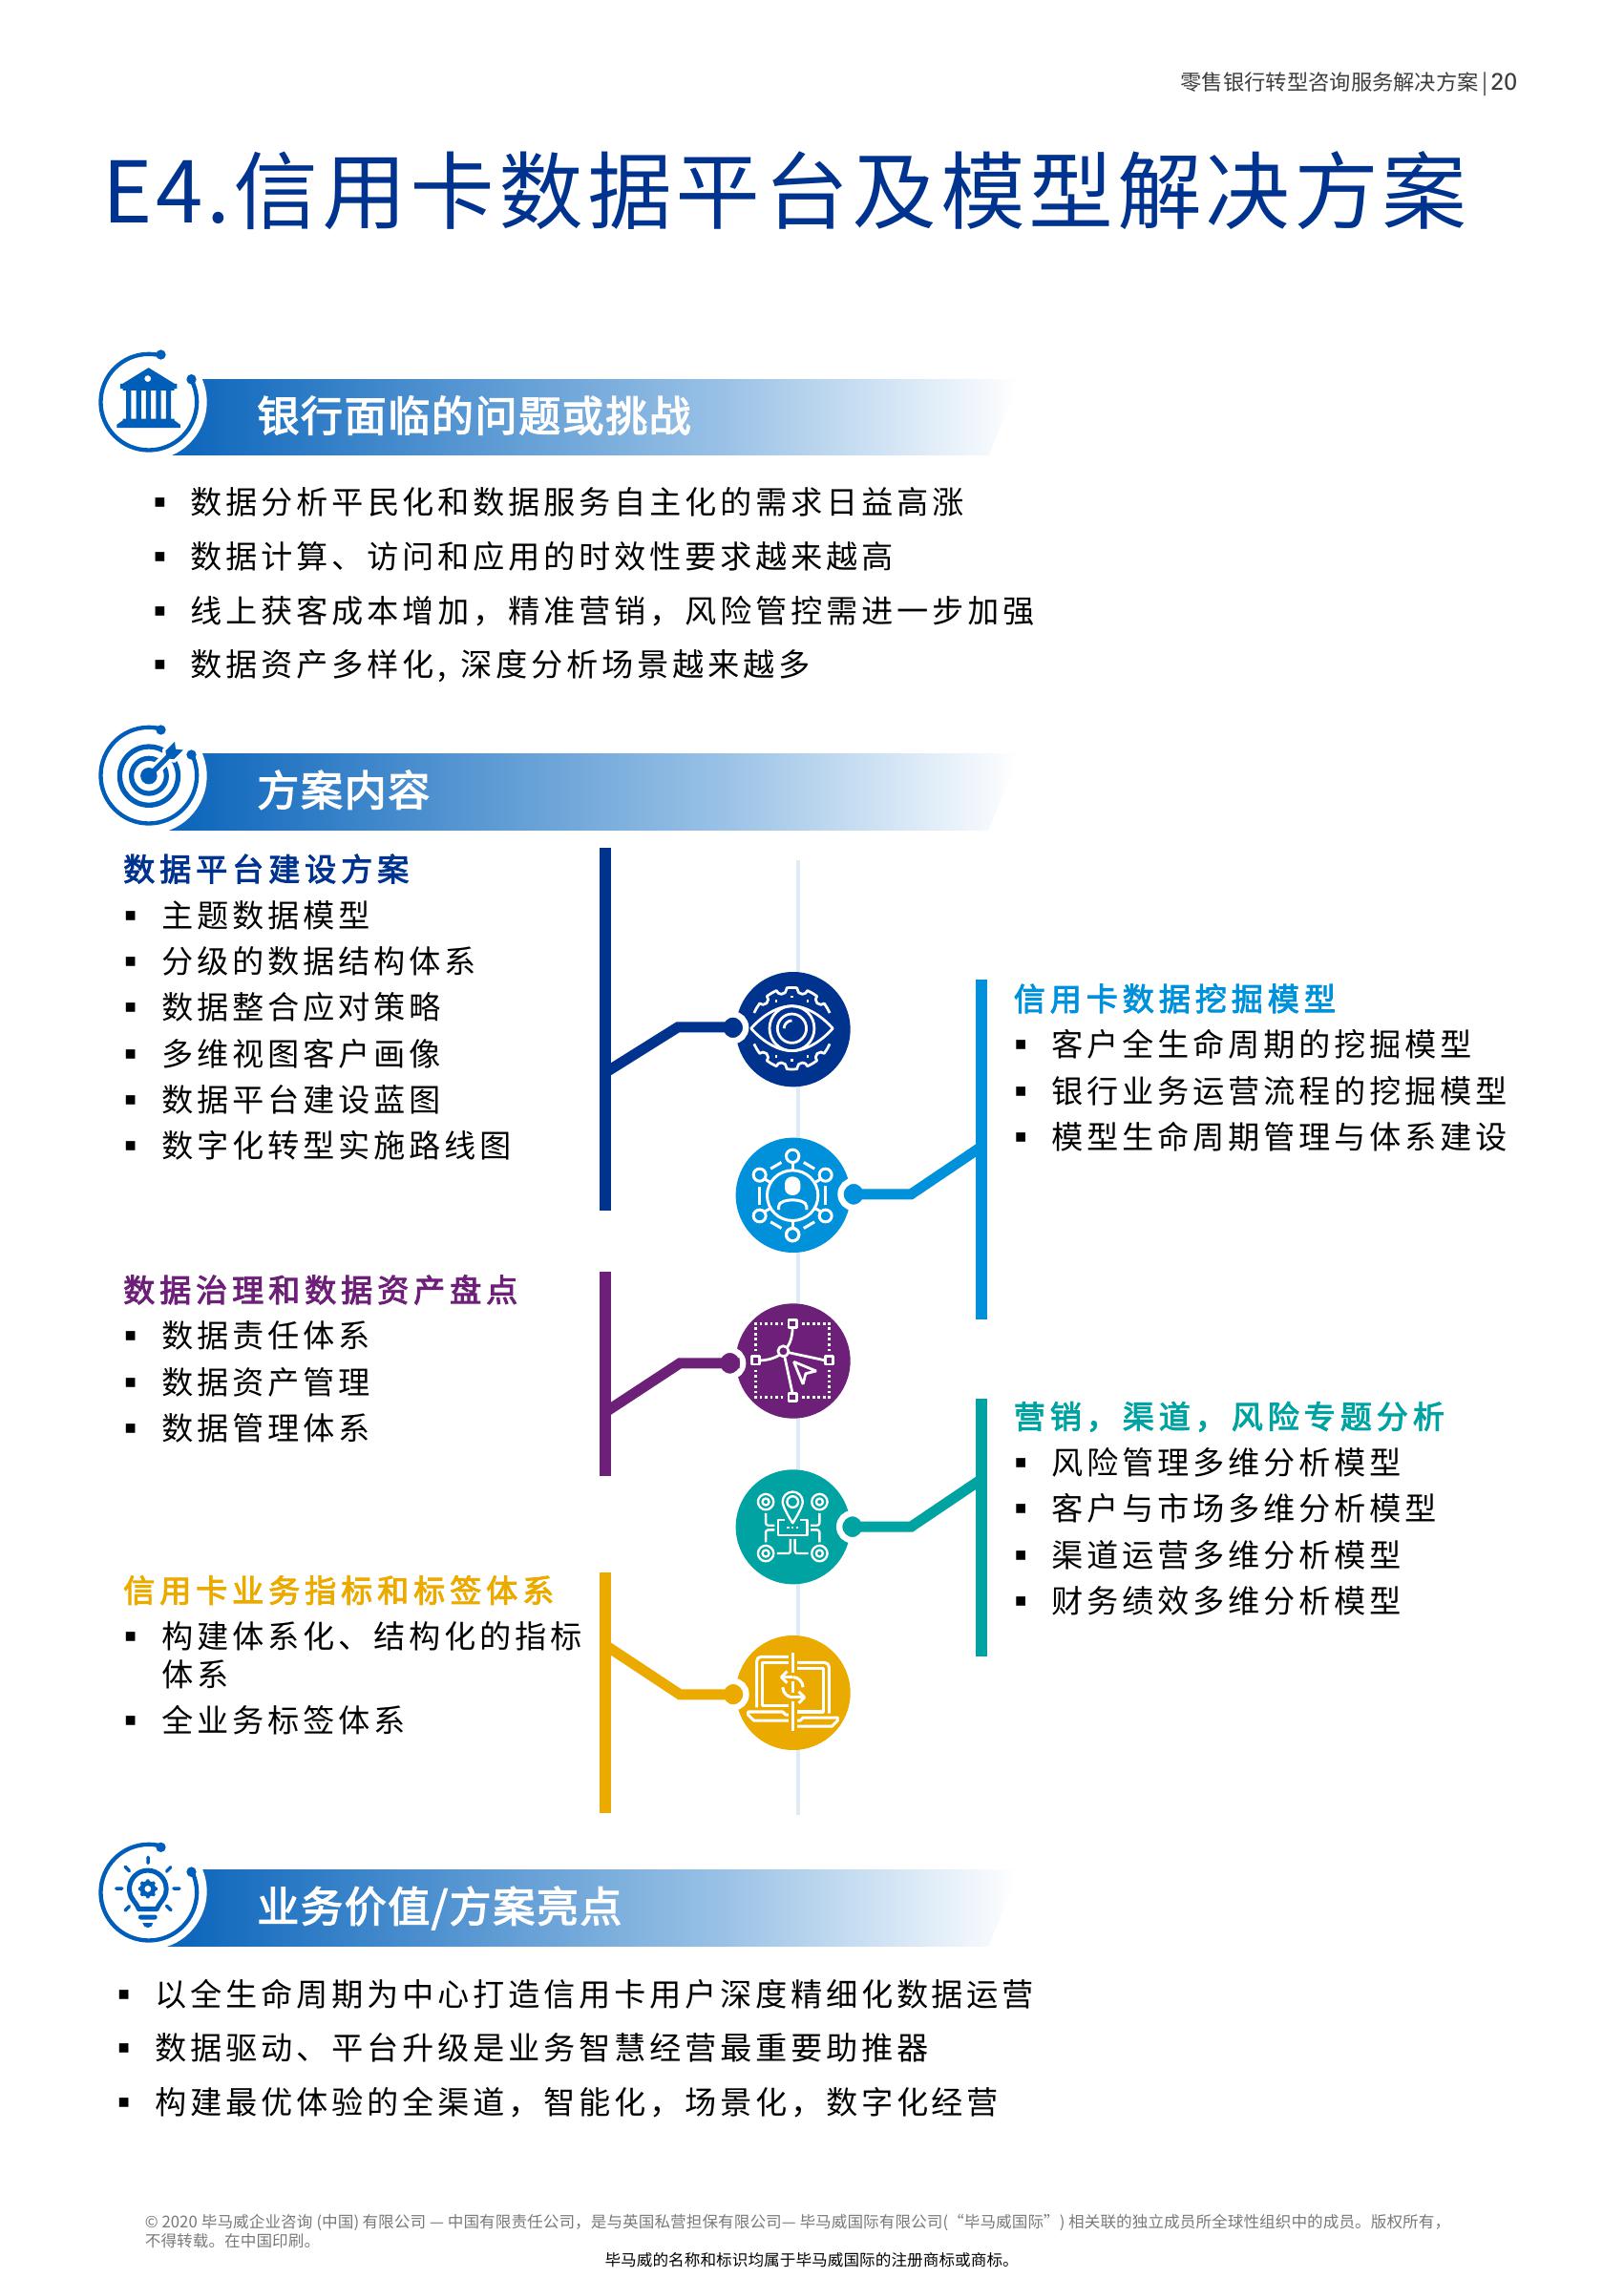 零售银行转型咨询服务解决方案|20
E4.信用卡数据平台及模型解决方案
银行面临的问题或挑战
▪ 数据分析平民化和数据服务自主化的需求日益高涨
▪ 数据计算、访问和应用的时效性要求越来越高
▪ 线上获客成本增加，精准营销，风险管控需进一步加强
▪ 数据资产多样化, 深度分析场景越来越多
方案内容
数据平台建设方案
▪ 主题数据模型
▪ 分级的数据结构体系
▪ 数据整合应对策略
▪ 多维视图客户画像
▪ 数据平台建设蓝图
▪ 数字化转型实施路线图
信用卡数据挖掘模型
▪ 客户全生命周期的挖掘模型
▪ 银行业务运营流程的挖掘模型
▪ 模型生命周期管理与体系建设
数据治理和数据资产盘点
▪ 数据责任体系
▪ 数据资产管理
▪ 数据管理体系
营销，渠道，风险专题分析
▪ 风险管理多维分析模型
▪ 客户与市场多维分析模型
▪ 渠道运营多维分析模型
▪ 财务绩效多维分析模型
信用卡业务指标和标签体系
▪ 构建体系化、结构化的指标
体系
▪ 全业务标签体系
业务价值/方案亮点
▪ 以全生命周期为中心打造信用卡用户深度精细化数据运营
▪ 数据驱动、平台升级是业务智慧经营最重要助推器
▪ 构建最优体验的全渠道，智能化，场景化，数字化经营
© 2020 毕马威企业咨询 (中国) 有限公司 — 中国有限责任公司，是与英国私营担保有限公司— 毕马威国际有限公司(“毕马威国际”) 相关联的独立成员所全球性组织中的成员。版权所有，
不得转载。在中国印刷。
毕马威的名称和标识均属于毕马威国际的注册商标或商标。